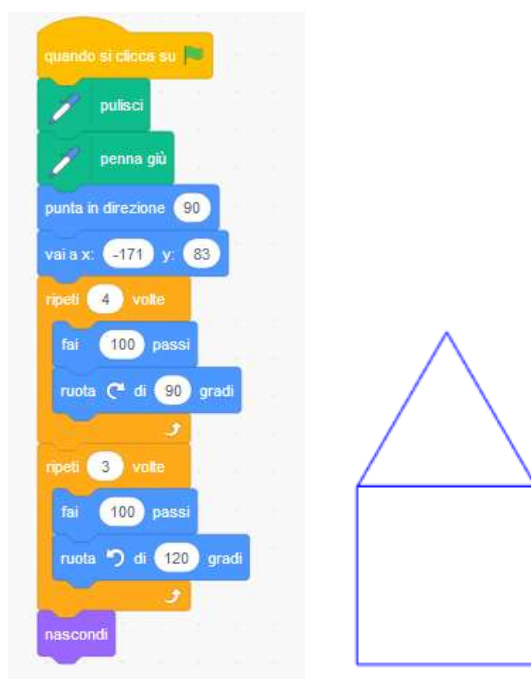 quando si clicca su
pulisci
penna giù
punta in direzione 90
vai a x: -171 y: 83
ripeti 4 volte
fai 100 passi
ruota di 90 gradi
ripeti 3 volte
fai 100 passi
ruota di 120 gradi
nascondi